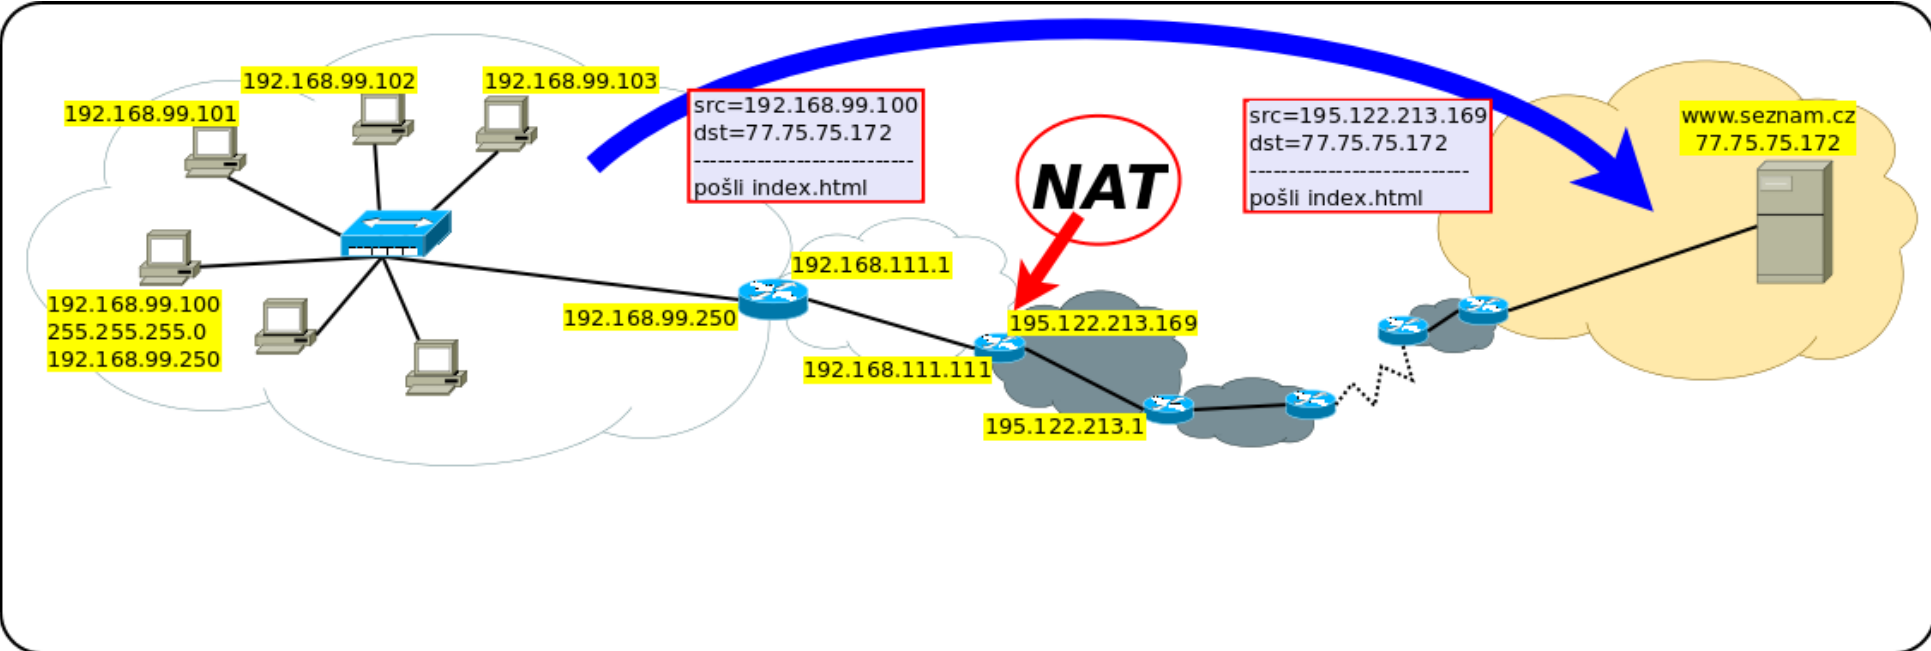 192.168.99.102
192.168.99.103
192.168.99.101
src=192.168.99.100
dst=77.75.75.172
----------------------------
pošli index.html
NAT
src=195.122.213.169
dst=77.75.75.172
----------------------------
pošli index.html
www.seznam.cz
77.75.75.172
192.168.111.1
192.168.99.100
255.255.255.0
192.168.99.250
192.168.99.250
195.122.213.169
192.168.111.111
195.122.213.1